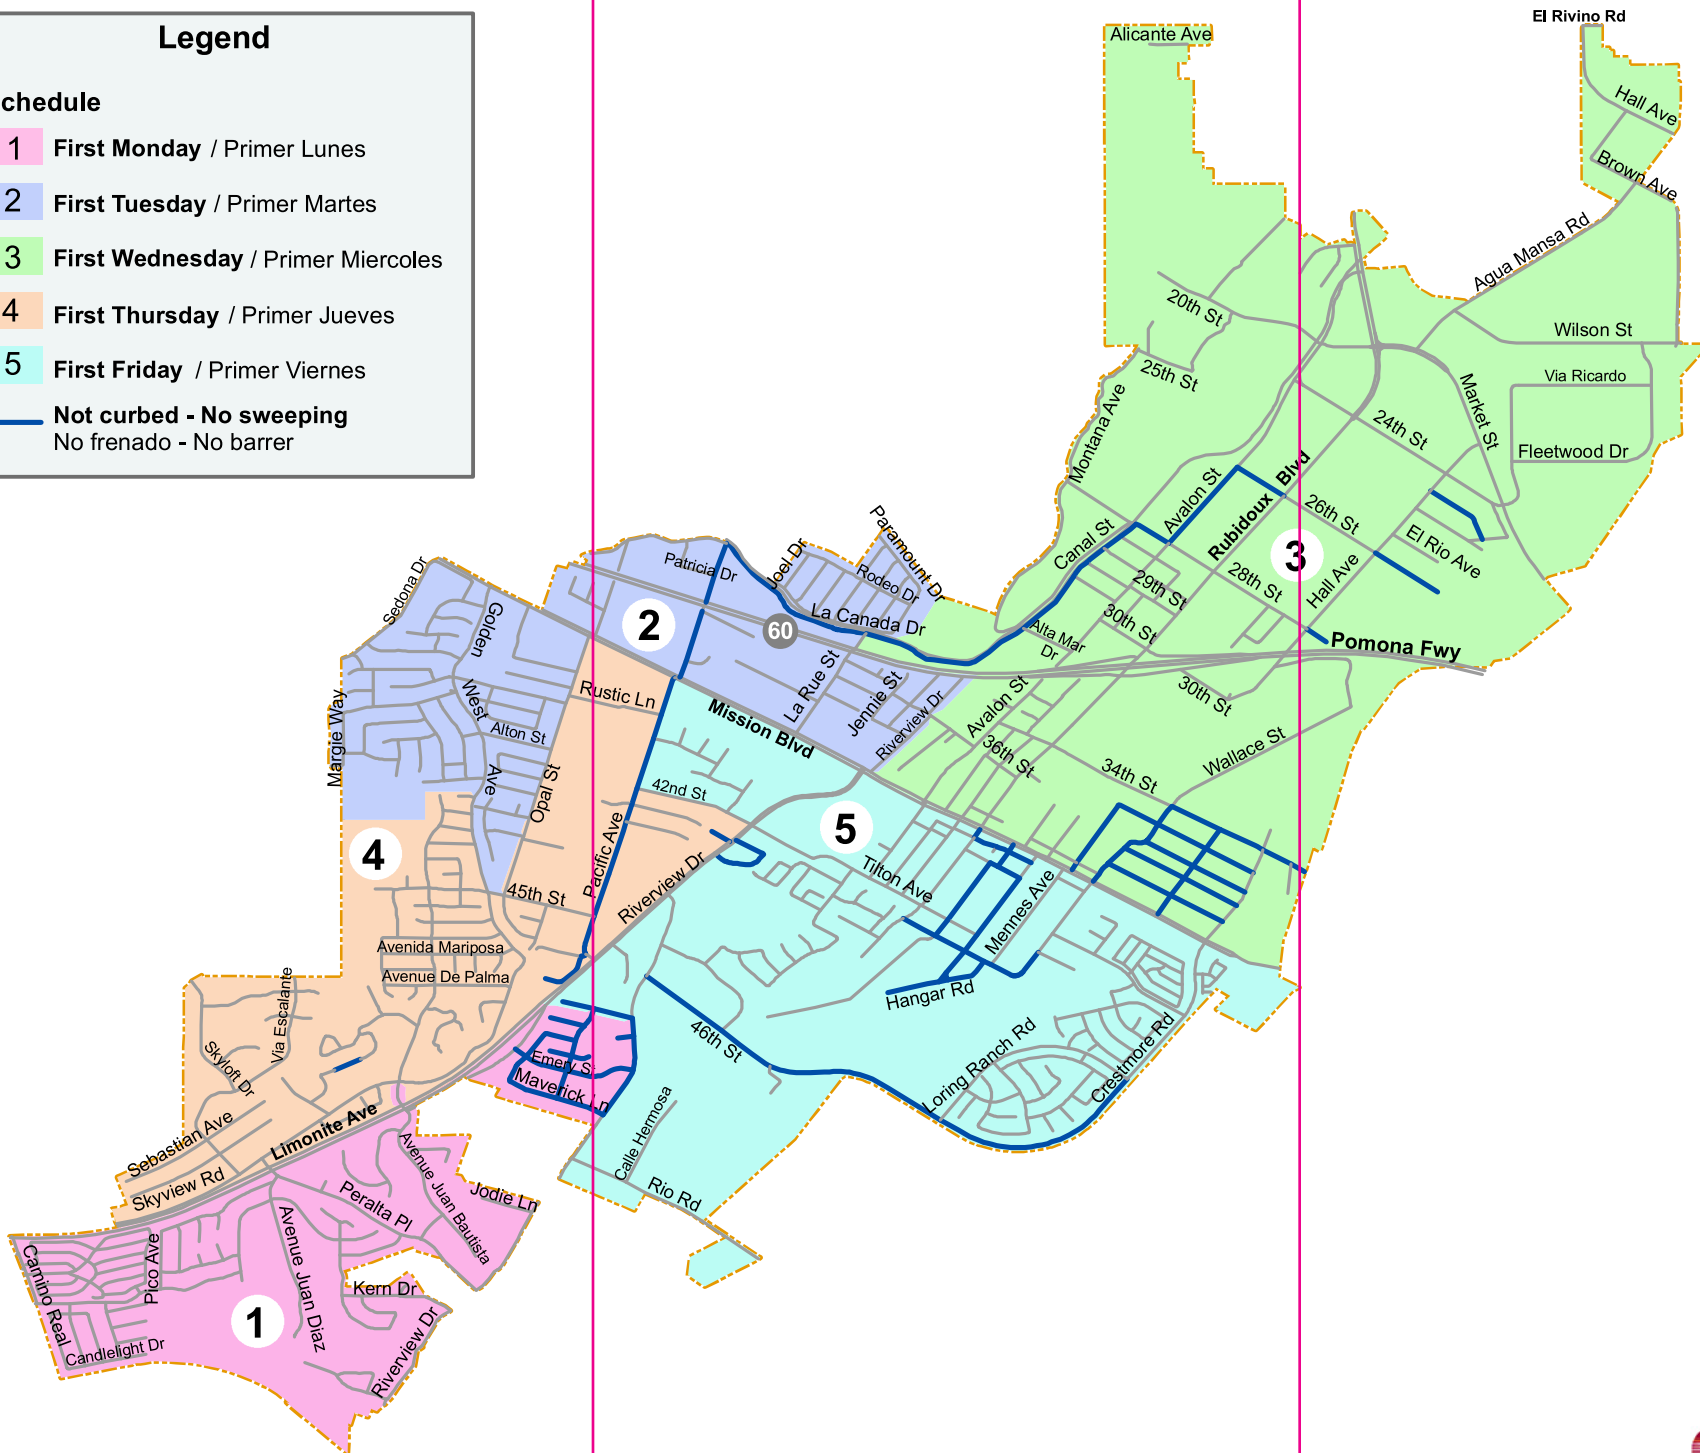 Legend
chedule
1 First Monday / Primer Lunes
2 First Tuesday / Primer Martes
3 First Wednesday / Primer Miercoles
4 First Thursday / Primer Jueves
5 First Friday / Primer Viernes
Not curbed - No sweeping
No frenado - No barrer
El Rivino Rd
Alicante Ave
Hall Ave
Brown Ave
Agua Mansa Rd
20th St
Wilson St
25th St
Via Ricardo
Montana Ave
Market St
24th St
Fleetwood Dr
Avalon St
Rubidoux Blvd
26th St
Canal St
El Rio Ave
3
29th St
28th St
Hall Ave
30th St
Alta Mar Dr
Pomona Fwy
30th St
Avalon St
36th St
34th St
Wallace St
Paramount Dr
Joel Dr
Rodeo Dr
Patricia Dr
La Canada Dr
2
60
Sedona Dr
Golden
West
Ave
La Rue St
Jennie St
Riverview Dr
Rustic Ln
Mission Blvd
Margie Way
Alton St
Opal St
42nd St
5
4
Pacific Ave
Tilton Ave
45th St
Riverview Dr
Mennes Ave
Avenida Mariposa
Avenue De Palma
Hangar Rd
Via Escalante
46th St
Skyloft Dr
Emery St
Maverick Ln
Loring Ranch Rd
Crestmore Rd
Sebastian Ave
Limonite Ave
Calle Hermosa
Skyview Rd
Avenue Juan Bautista
Jodie Ln
Rio Rd
Peralta Pl
Camino Real
Pico Ave
Avenue Juan Diaz
Kern Dr
1
Candlelight Dr
Riverview Dr